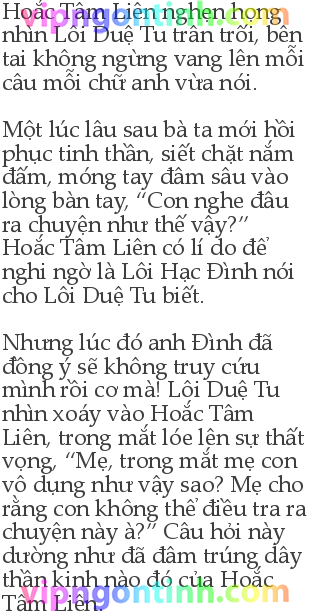 Hoắc Tâm Liên nghẹn họng
nhìn Lôi Duệ Tu trân trối, bên
tai không ngừng vang lên mỗi
câu mỗi chữ anh vừa nói.
Một lúc lâu sau bà ta mới hồi
phục tinh thần, siết chặt nắm
đấm, móng tay đâm sâu vào
lòng bàn tay, “Con nghe đâu
ra chuyện như thế vậy?”
Hoắc Tâm Liên có lí do để
nghi ngờ là Lôi Hạc Đình nói
cho Lôi Duệ Tu biết.
Nhưng lúc đó anh Đình đã
đồng ý sẽ không truy cứu
mình rồi cơ mà! Lôi Duệ Tu
nhìn xoáy vào Hoắc Tâm
Liên, trong mắt lóe lên sự thất
vọng, “Mẹ, trong mắt mẹ con
vô dụng như vậy sao? Mẹ cho
rằng con không thể điều tra ra
chuyện này à?” Câu hỏi này
dường như đã đâm trúng dây
thần kinh nào đó của Hoắc
Tâm Liên.
vipngontinh.com
vipngontinh.com